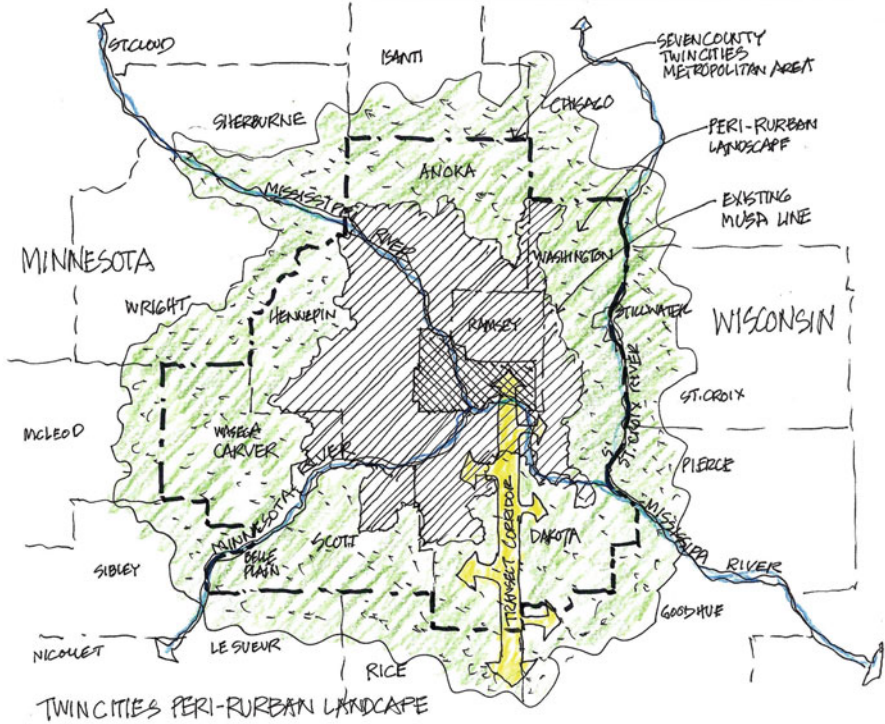 ST. CLOUD
ISANTI
SEVEN COUNTY
TWIN CITIES
METROPOLITAN AREA
CHISAGO
SHERBURNE
PERI-RURBAN
LANDSCAPE
ANOKA
MISSISSIPPI
RIVER
EXISTING
MUSA LINE
MINNESOTA
WASHINGTON
WRIGHT
HENNEPIN
RAMSEY
STILLWATER
WISCONSIN
ST. CROIX RIVER
ST. CROIX
MCLEOD
CARVER
RIVER
PIERCE
MINNESOTA
TRANSECT CORRIDOR
MISSISSIPPI
RIVER
SCOTT
DAKOTA
BELLE
PLAIN
SIBLEY
GOODHUE
LE SUEUR
NICOLLET
RICE
TWIN CITIES PERI-RURBAN LANDCAPE